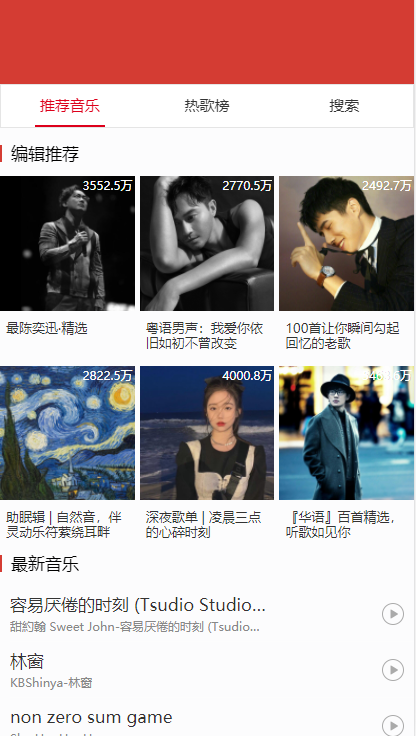 推荐音乐 热歌榜 搜索
编辑推荐
3552.5万 2770.5万 2492.7万
最陈奕迅·精选
粤语男声：我爱你依
旧如初不曾改变
100首让你瞬间勾起
回忆的老歌
2822.5万 4000.8万
助眠辑 | 自然音，伴
灵动乐符萦绕耳畔
深夜歌单 | 凌晨三点
的心碎时刻
『华语』百首精选，
听歌如见你
最新音乐
容易厌倦的时刻 (Tsudio Studio...
甜約翰 Sweet John-容易厌倦的时刻 (Tsudio...
林窗
KBShinya-林窗
non zero sum game